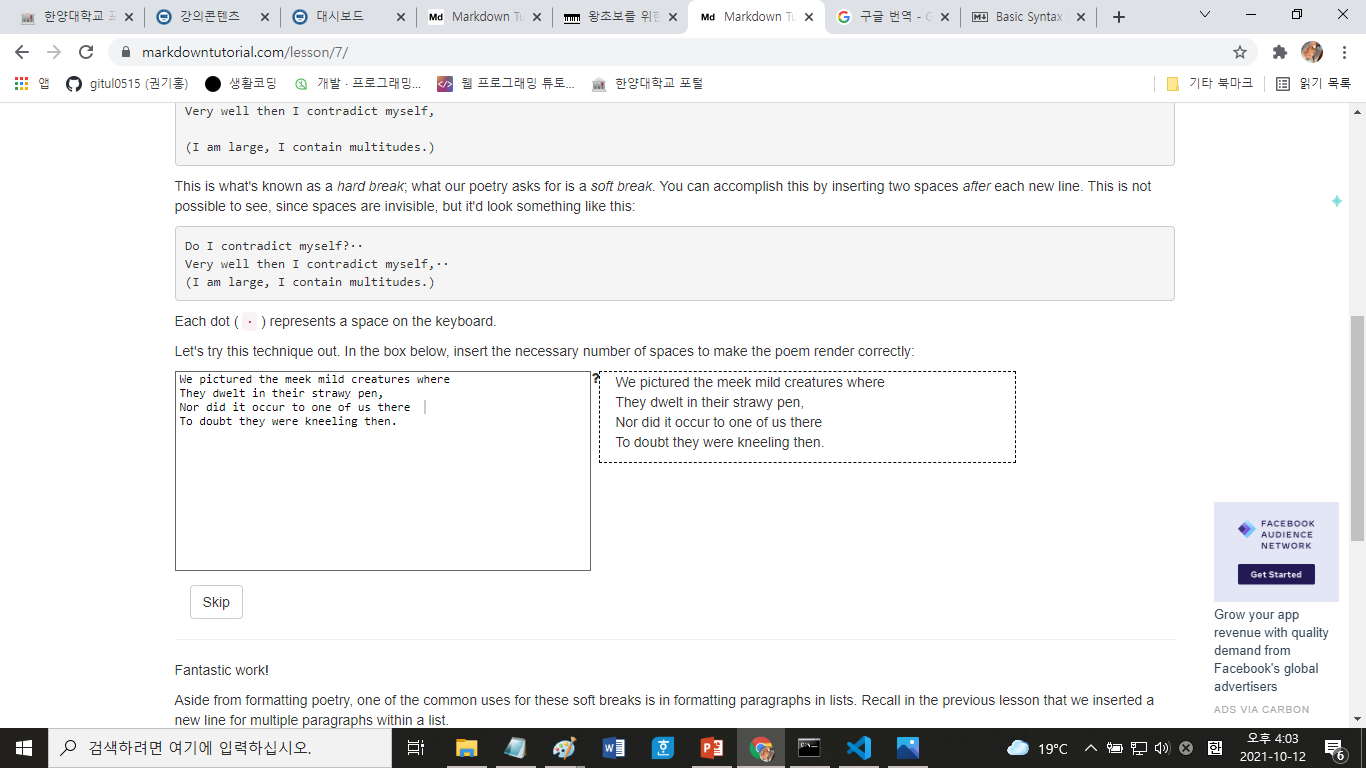 한양대학교 포
강의콘텐츠
대시보드
Md Markdown Tu
왕초보를 위한
Md Markdown Tu
구글 번역 - G
Basic Syntax
markdowntutorial.com/lesson/7/
앱
gitul0515 (권기홍)
생활코딩
개발 · 프로그래밍...
웹 프로그래밍 튜토...
한양대학교 포털
기타 북마크
읽기 목록
Very well then I contradict myself,
(I am large, I contain multitudes.)
This is what's known as a hard break; what our poetry asks for is a soft break. You can accomplish this by inserting two spaces after each new line. This is not
possible to see, since spaces are invisible, but it'd look something like this:
Do I contradict myself?··
Very well then I contradict myself,··
(I am large, I contain multitudes.)
Each dot ( · ) represents a space on the keyboard.
Let's try this technique out. In the box below, insert the necessary number of spaces to make the poem render correctly:
We pictured the meek mild creatures where
They dwelt in their strawy pen,
Nor did it occur to one of us there
To doubt they were kneeling then.
?
We pictured the meek mild creatures where
They dwelt in their strawy pen,
Nor did it occur to one of us there
To doubt they were kneeling then.
Skip
FACEBOOK
AUDIENCE
NETWORK
Get Started
Grow your app
revenue with quality
demand from
Facebook's global
advertisers
ADS VIA CARBON
Fantastic work!
Aside from formatting poetry, one of the common uses for these soft breaks is in formatting paragraphs in lists. Recall in the previous lesson that we inserted a
new line for multiple paragraphs within a list.
검색하려면 여기에 입력하십시오.
19℃
한
오후 4:03
2021-10-12
6